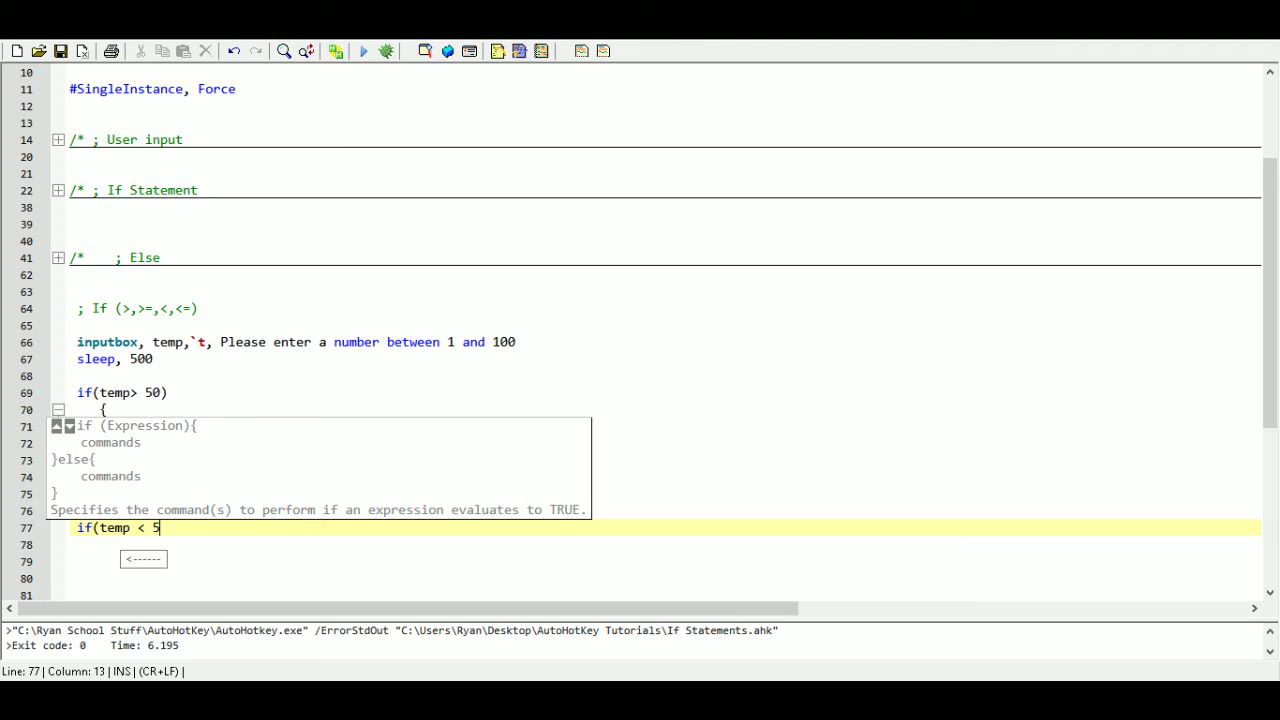 10
11 #SingleInstance, Force
12
13
14 /* ; User input
20
21
22 /* ; If Statement
38
39
40
41 /* ; Else
62
63
64 ; If (>,>=,<,<=)
65
66 inputbox, temp,`t, Please enter a number between 1 and 100
67 sleep, 500
68
69 if(temp> 50)
70 {
71 if (Expression){
72 commands
73 }else{
74 commands
75 }
76 Specifies the command(s) to perform if an expression evaluates to TRUE.
77 if(temp < 5
78
79 <------
80
81
>"C:\Ryan School Stuff\AutoHotKey\AutoHotkey.exe" /ErrorStdOut "C:\Users\Ryan\Desktop\AutoHotKey Tutorials\If Statements.ahk"
>Exit code: 0 Time: 6.195
Line: 77 | Column: 13 | INS | (CR+LF) |